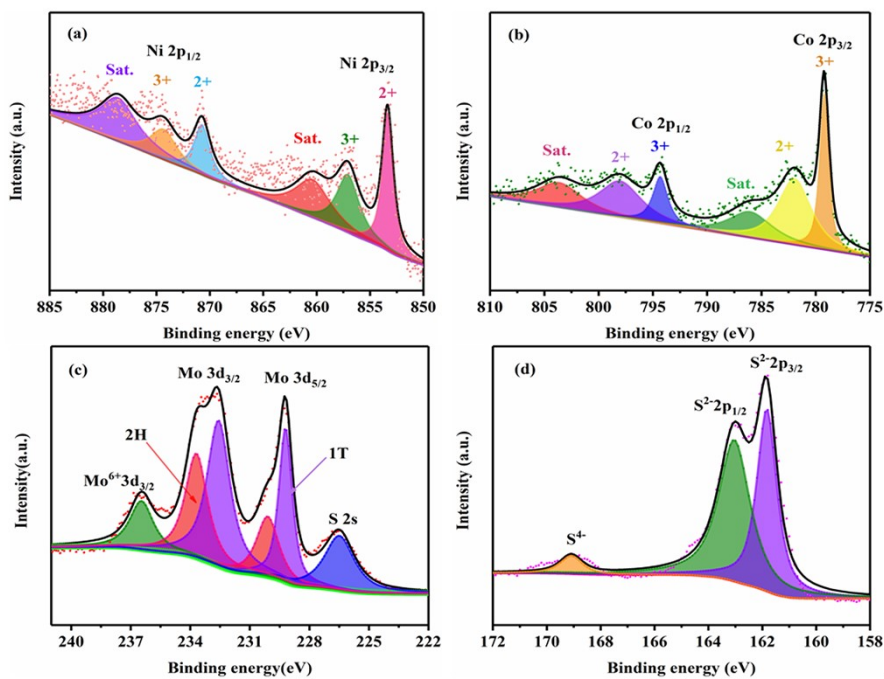 (a)
Ni 2p1/2
Ni 2p3/2
Sat.
3+
2+
Sat.
3+
2+
Intensity (a.u.)
885 880 875 870 865 860 855 850
Binding energy (eV)
(b)
Co 2p3/2
3+
Co 2p1/2
Sat.
2+
3+
Sat.
2+
Intensity (a.u.)
810 805 800 795 790 785 780 775
Binding energy (eV)
(c)
Mo 3d3/2
Mo 3d5/2
2H
1T
Mo6+3d3/2
S 2s
Intensity(a.u.)
240 237 234 231 228 225 222
Binding energy(eV)
(d)
S2-2p3/2
S2-2p1/2
S4-
Intensity (a.u.)
172 170 168 166 164 162 160 158
Binding energy (eV)